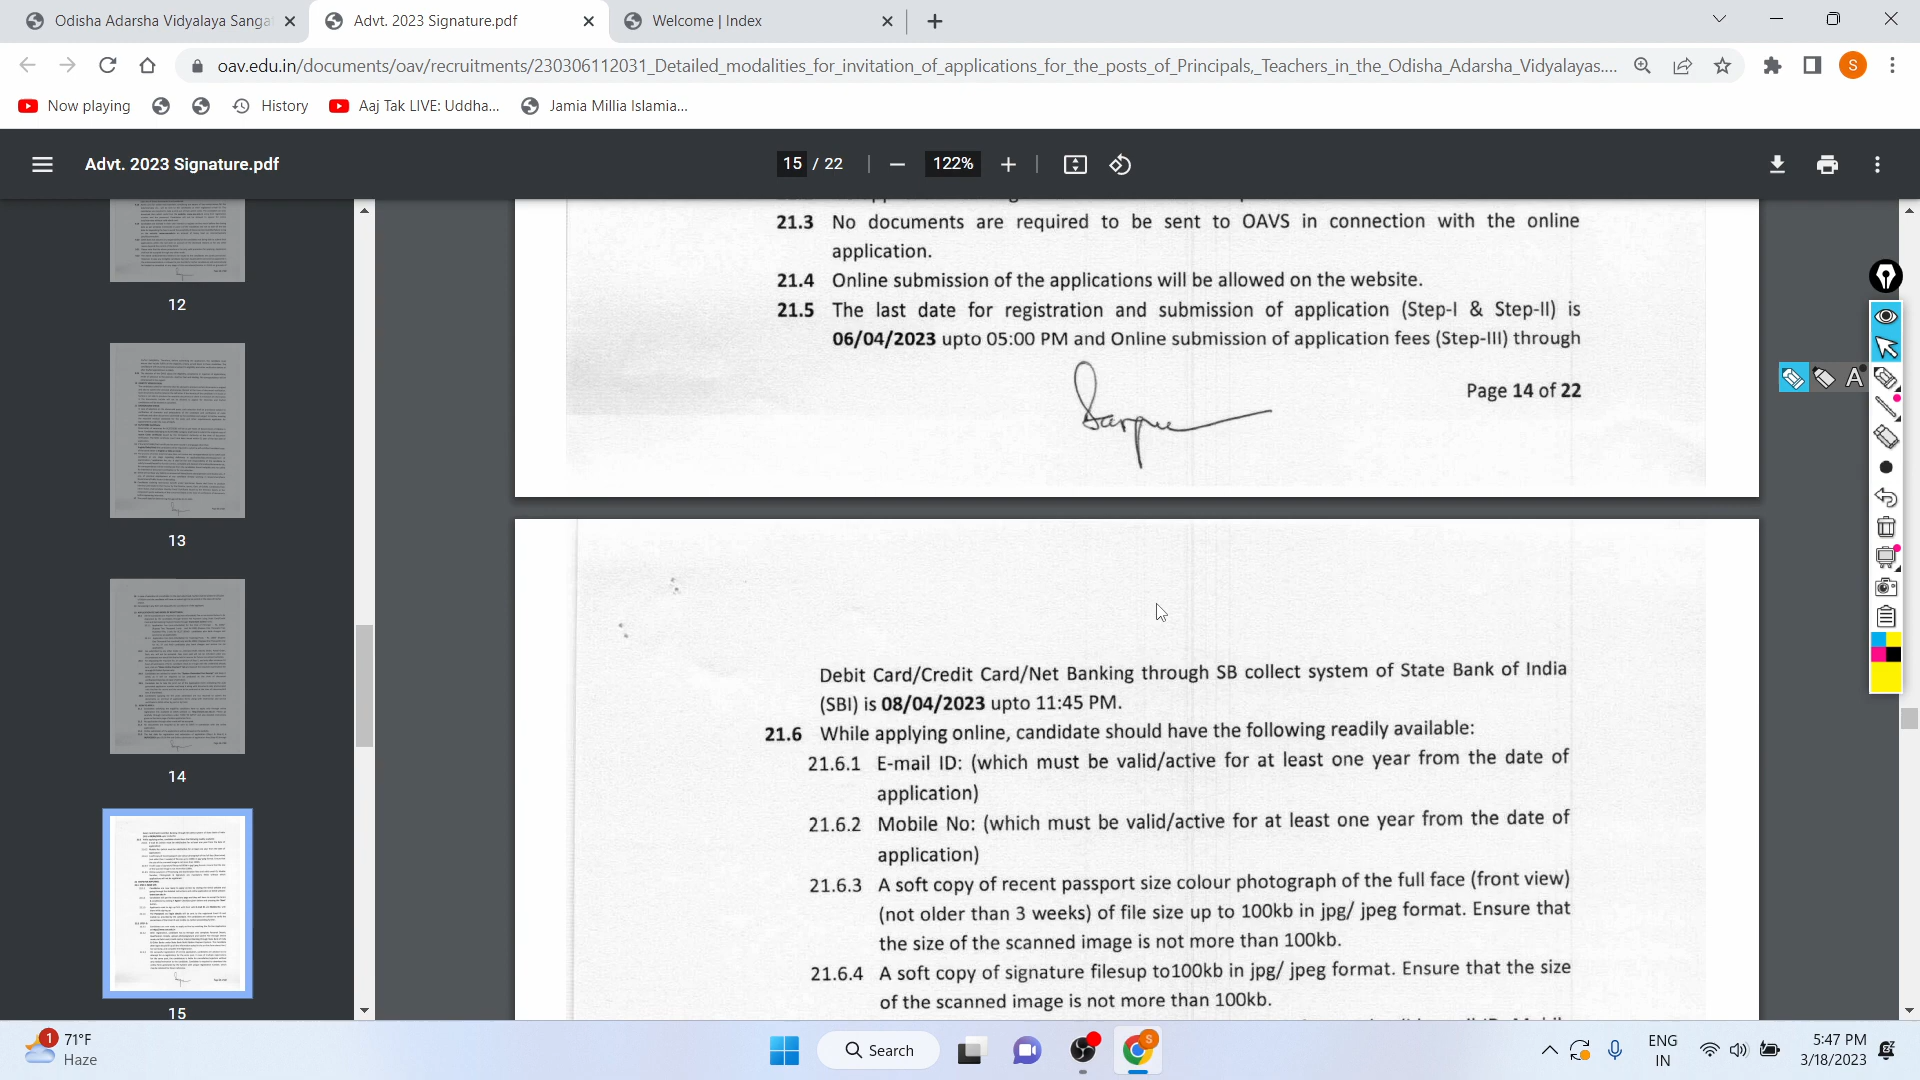 Odisha Adarsha Vidyalaya Sanga
Advt. 2023 Signature.pdf
Welcome | Index
oav.edu.in/documents/oav/recruitments/230306112031_Detailed_modalities_for_invitation_of_applications_for_the_posts_of_Principals,_Teachers_in_the_Odisha_Adarsha_Vidyalayas....
S
Now playing
History
Aaj Tak LIVE: Uddha...
Jamia Millia Islamia...
Advt. 2023 Signature.pdf
15 / 22
122%
12
13
14
15
21.3 No documents are required to be sent to OAVS in connection with the online
application.
21.4 Online submission of the applications will be allowed on the website.
21.5 The last date for registration and submission of application (Step-I & Step-II) is
06/04/2023 upto 05:00 PM and Online submission of application fees (Step-III) through
Page 14 of 22
Debit Card/Credit Card/Net Banking through SB collect system of State Bank of India
(SBI) is 08/04/2023 upto 11:45 PM.
21.6 While applying online, candidate should have the following readily available:
21.6.1 E-mail ID: (which must be valid/active for at least one year from the date of
application)
21.6.2 Mobile No: (which must be valid/active for at least one year from the date of
application)
21.6.3 A soft copy of recent passport size colour photograph of the full face (front view)
(not older than 3 weeks) of file size up to 100kb in jpg/ jpeg format. Ensure that
the size of the scanned image is not more than 100kb.
21.6.4 A soft copy of signature filesup to100kb in jpg/ jpeg format. Ensure that the size
of the scanned image is not more than 100kb.
A
1
71°F
Haze
Search
S
ENG
IN
5:47 PM
3/18/2023